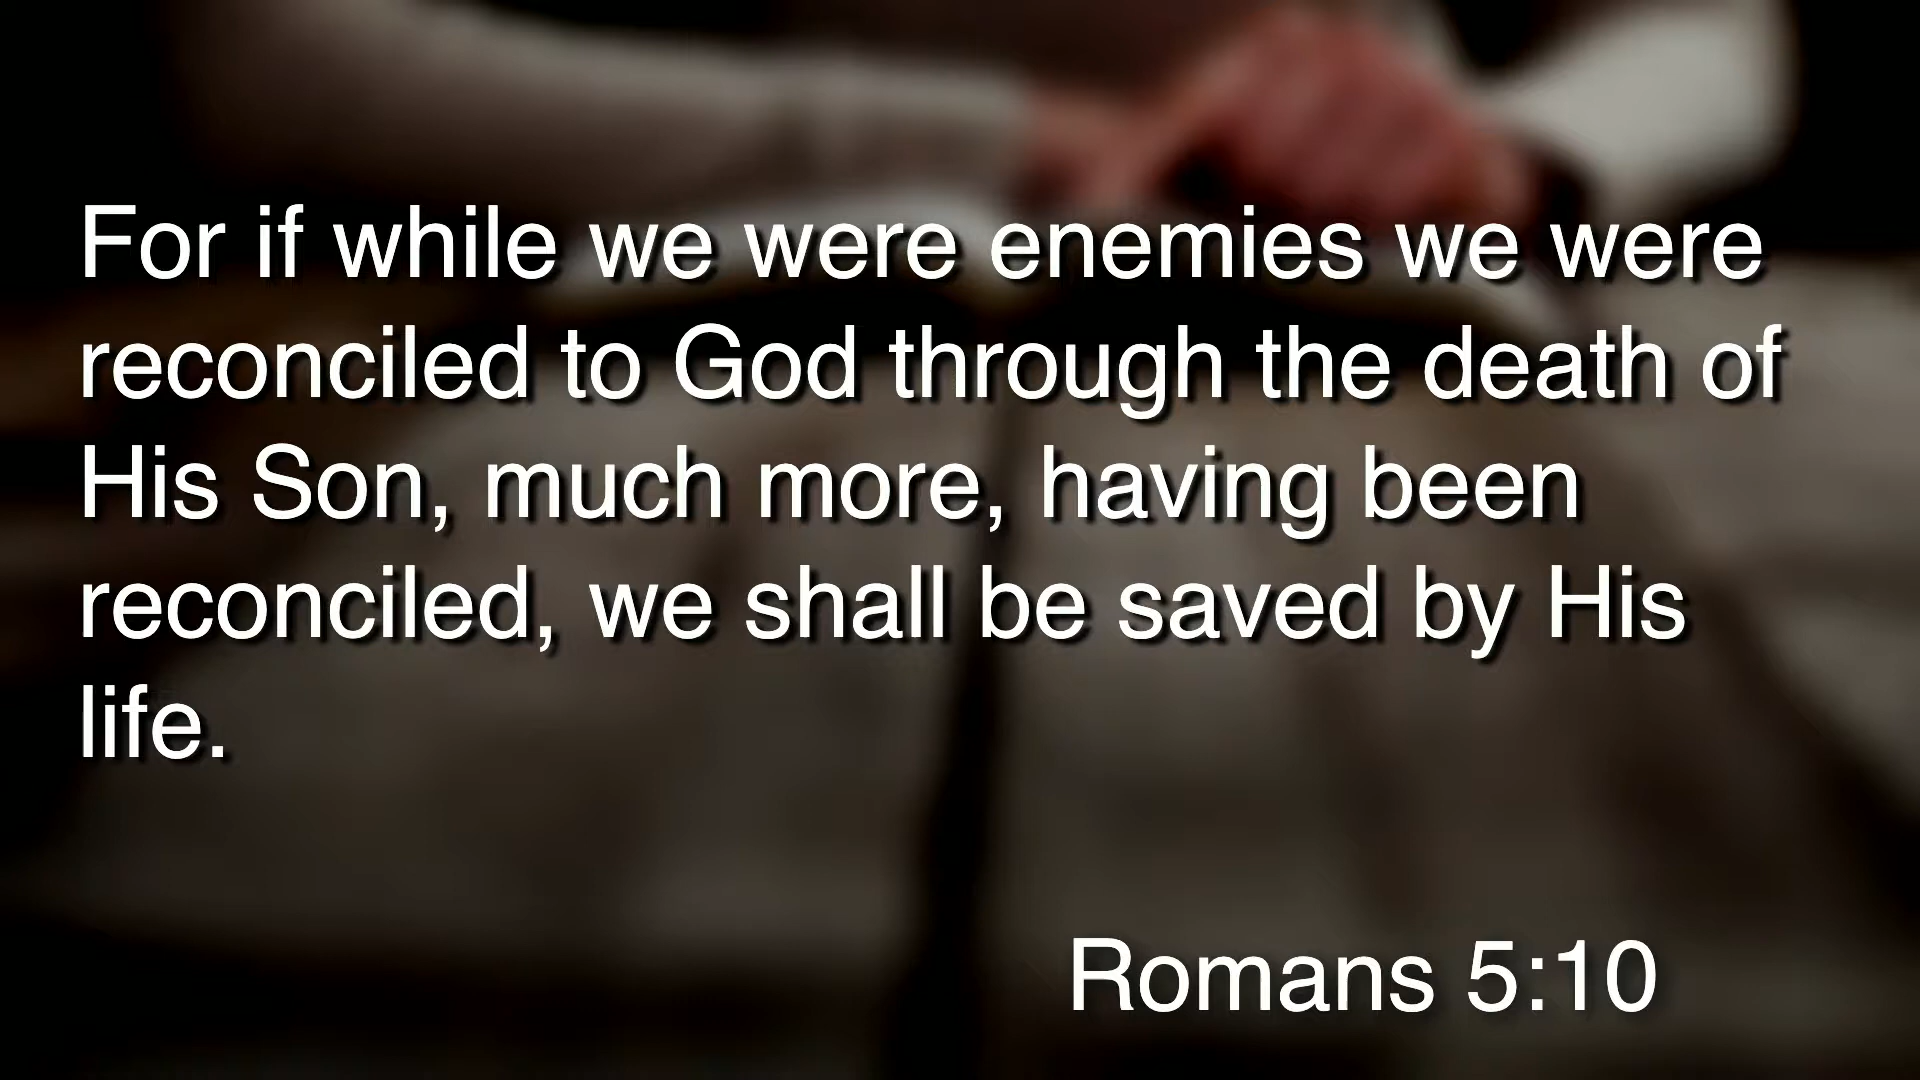 For if while we were enemies we were
reconciled to God through the death of
His Son, much more, having been
reconciled, we shall be saved by His
life.
Romans 5:10